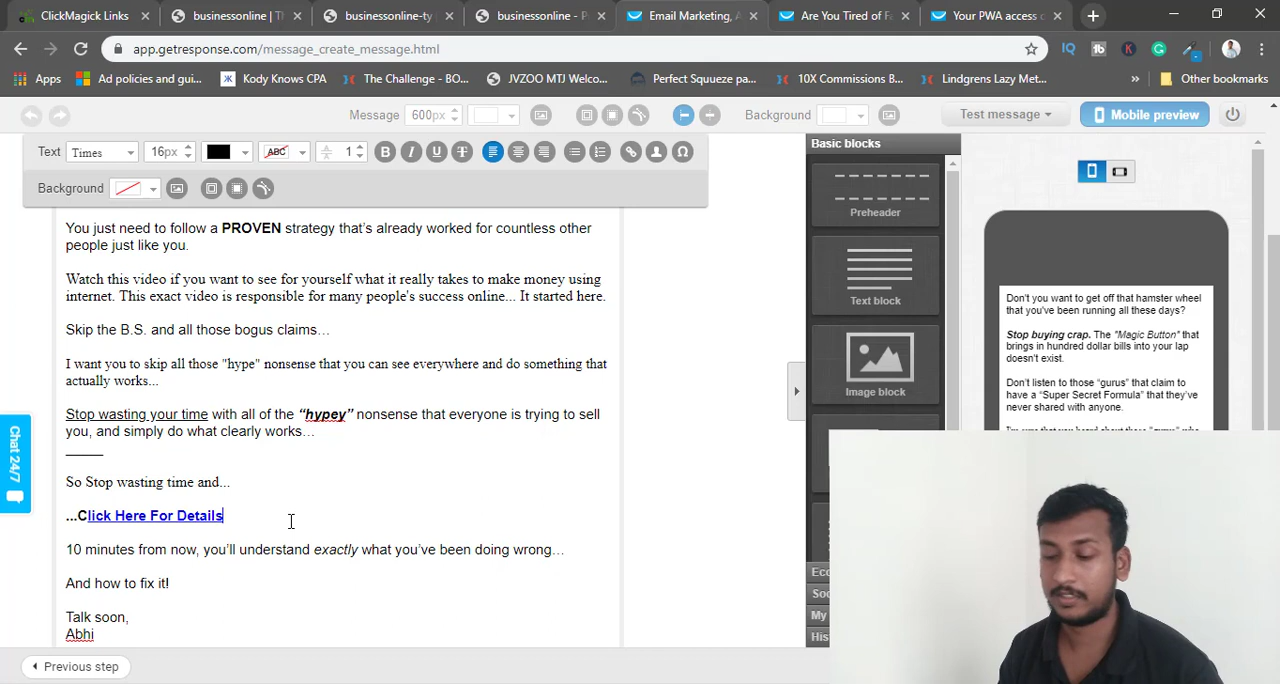 ClickMagick Links
businessonline | Th
businessonline-ty
businessonline - P
Email Marketing, A
Are You Tired of Fa
Your PWA access c
app.getresponse.com/message_create_message.html
Apps
Ad policies and gui...
Kody Knows CPA
The Challenge - BO...
JVZOO MTJ Welco...
Perfect Squueze pa...
10X Commissions B...
Lindgrens Lazy Met...
Other bookmarks
Message 600px
Background
Test message
Mobile preview
Text Times 16px ABC 1 B I U T
Background
You just need to follow a PROVEN strategy that's already worked for countless other
people just like you.
Watch this video if you want to see for yourself what it really takes to make money using
internet. This exact video is responsible for many people's success online... It started here.
Skip the B.S. and all those bogus claims…
I want you to skip all those "hype" nonsense that you can see everywhere and do something that
actually works...
Stop wasting your time with all of the “hypey” nonsense that everyone is trying to sell
you, and simply do what clearly works…
So Stop wasting time and...
...Click Here For Details
10 minutes from now, you’ll understand exactly what you’ve been doing wrong…
And how to fix it!
Talk soon,
Abhi
Chat 24/7
Previous step
Basic blocks
Preheader
Text block
Image block
Eco
Soc
My
His
Don't you want to get off that hamster wheel
that you've been running all these days?
Stop buying crap. The "Magic Button" that
brings in hundred dollar bills into your lap
doesn't exist.
Don't listen to those “gurus” that claim to
have a “Super Secret Formula” that they've
never shared with anyone.